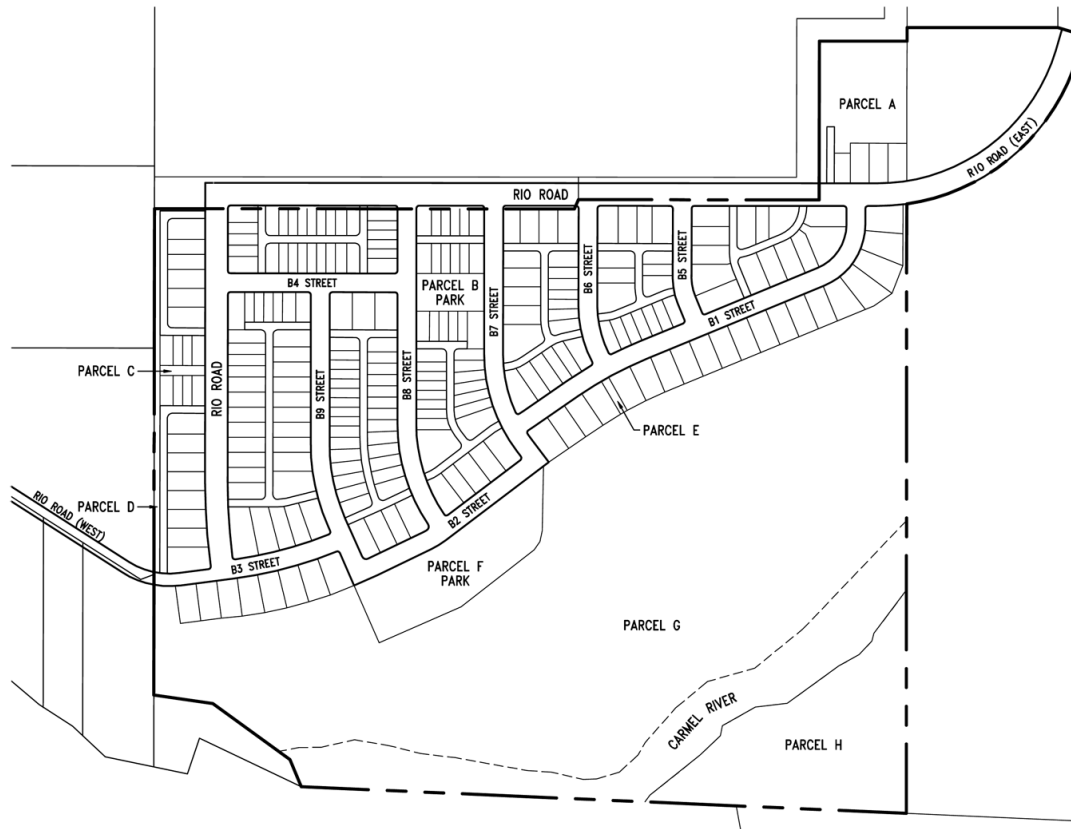 PARCEL A
RIO ROAD (EAST)
RIO ROAD
B4 STREET
PARCEL B
PARK
B7 STREET
B6 STREET
B5 STREET
B1 STREET
PARCEL C
RIO ROAD
B9 STREET
B8 STREET
PARCEL E
RIO ROAD (WEST)
PARCEL D
B2 STREET
B3 STREET
PARCEL F
PARK
PARCEL G
CARMEL RIVER
PARCEL H